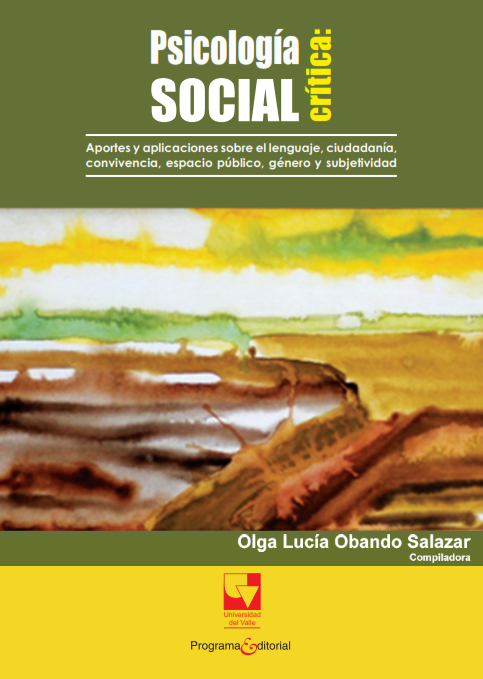 Psicología
SOCIAL
crítica:
Aportes y aplicaciones sobre el lenguaje, ciudadanía,
convivencia, espacio público, género y subjetividad
Olga Lucía Obando Salazar
Compiladora
Universidad
del Valle
Programa Editorial